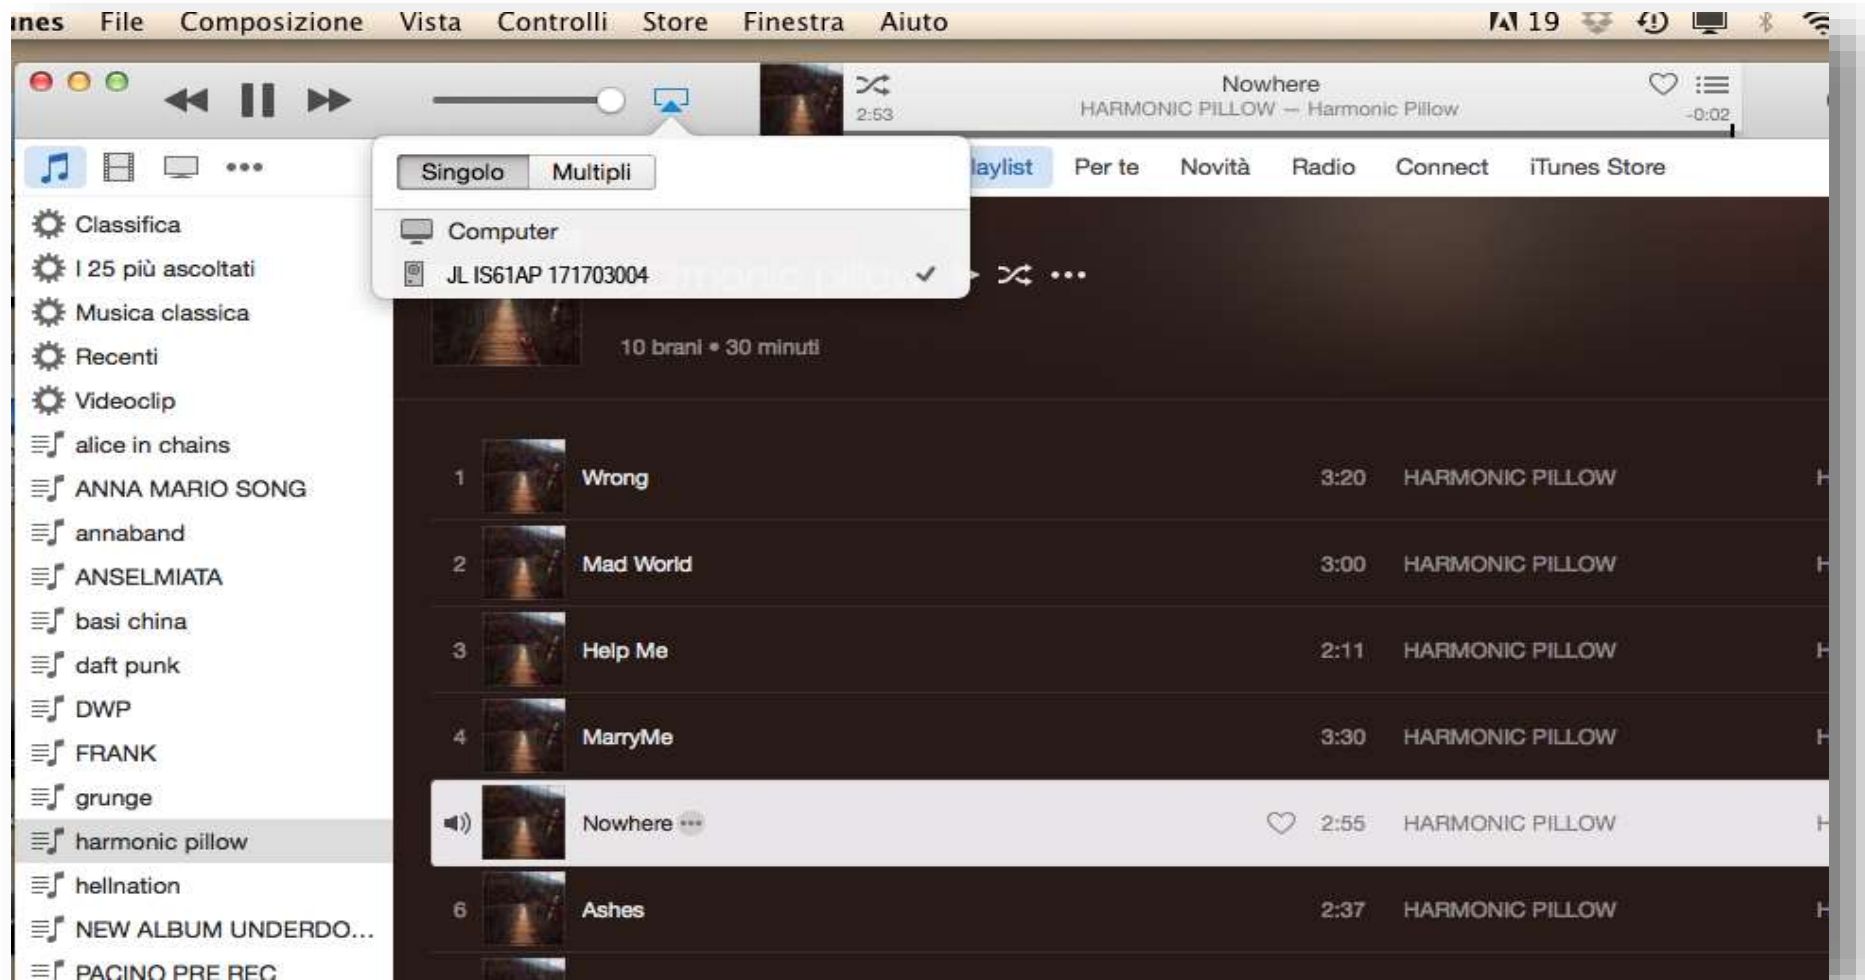 File Composizione Vista Controlli Store Finestra Aiuto 19
Nowhere
2:53 HARMONIC PILLOW — Harmonic Pillow -0:02
Singolo Multipli
Per te Novità Radio Connect iTunes Store
Computer
JL IS61AP 171703004
10 brani • 30 minuti
Classifica
I 25 più ascoltati
Musica classica
Recenti
Videoclip
alice in chains
ANNA MARIO SONG
annaband
ANSELMIATA
basi china
daft punk
DWP
FRANK
grunge
harmonic pillow
hellnation
NEW ALBUM UNDERDO...
PACINO PRE REC
1 Wrong 3:20 HARMONIC PILLOW H
2 Mad World 3:00 HARMONIC PILLOW H
3 Help Me 2:11 HARMONIC PILLOW H
4 MarryMe 3:30 HARMONIC PILLOW H
Nowhere 2:55 HARMONIC PILLOW H
6 Ashes 2:37 HARMONIC PILLOW H